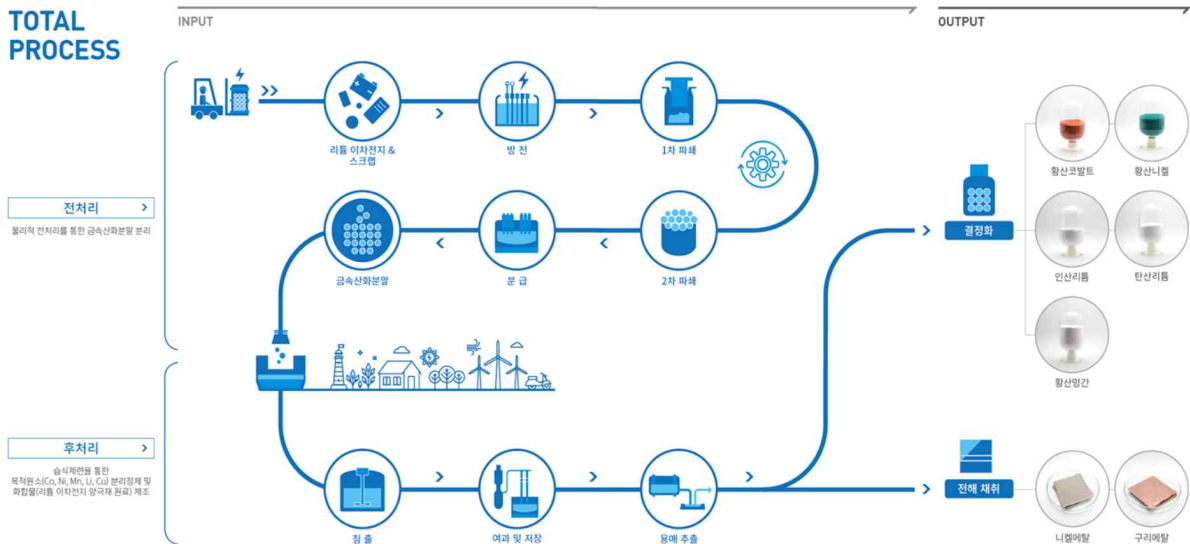 TOTAL
PROCESS
INPUT
OUTPUT
리튬 이차전지 &
스크랩
방 전
1차 파쇄
전처리
물리적 전처리를 통한 금속산화분말 분리
금속산화분말
분 급
2차 파쇄
결정화
황산코발트
황산니켈
인산리튬
탄산리튬
황산망간
후처리
습식제련을 통한
목적원소(Co, Ni, Mn, Li, Cu) 분리정제 및
화합물(리튬 이차전지 양극재 원료) 제조
침 출
여과 및 저장
용매 추출
전해 채취
니켈메탈
구리메탈